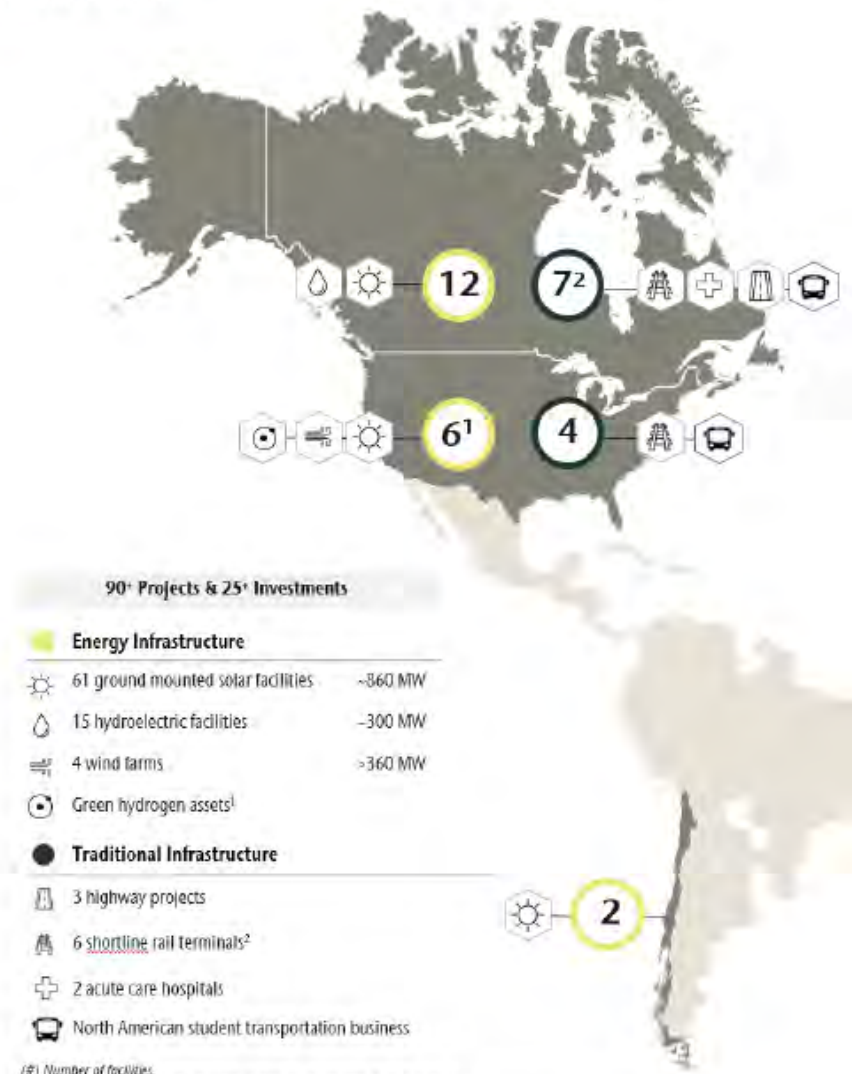 12
7²
6¹
4
90⁺ Projects & 25⁺ Investments
Energy Infrastructure
61 ground mounted solar facilities ~860 MW
15 hydroelectric facilities ~300 MW
4 wind farms >360 MW
Green hydrogen assets¹
Traditional Infrastructure
3 highway projects
6 shortline rail terminals²
2 acute care hospitals
North American student transportation business
2
(#) Number of facilities